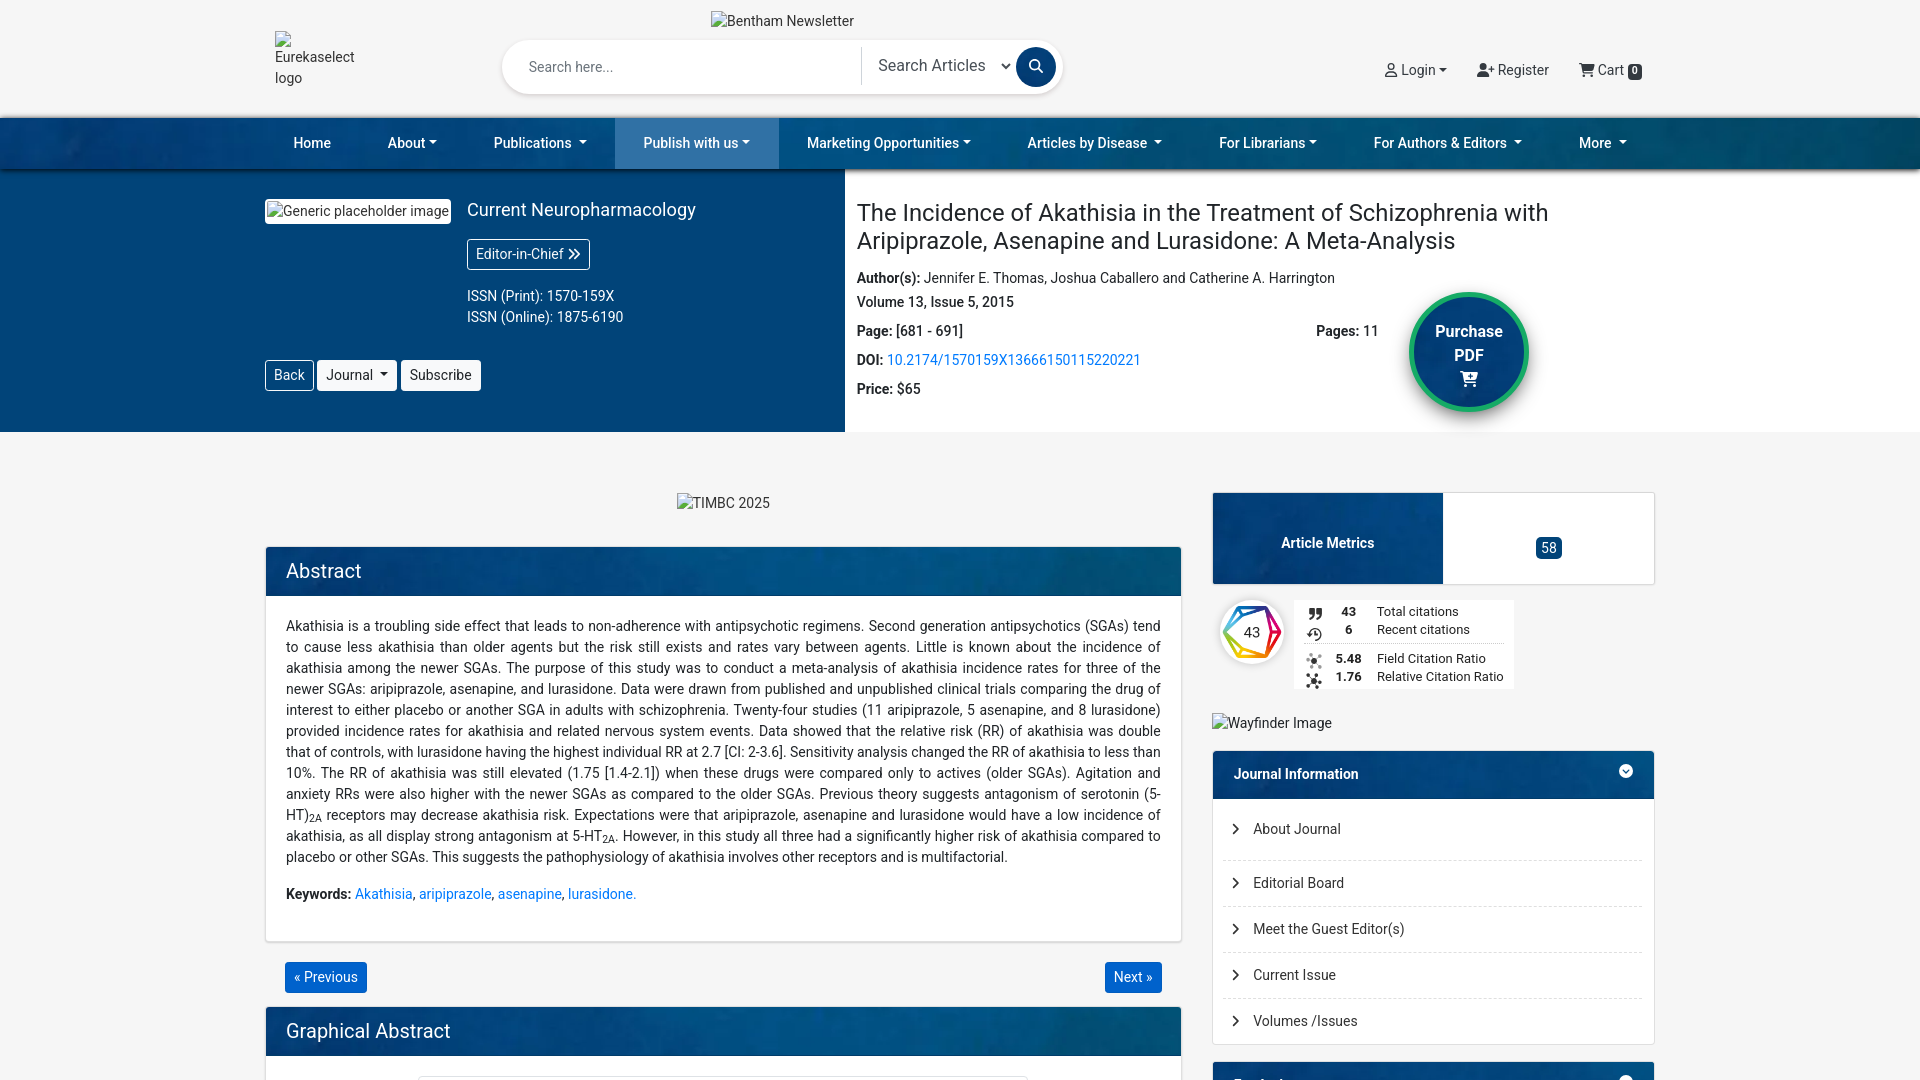 Bentham Newsletter
Eurekaselect
logo
Search here...
Search Articles
Login
Register
Cart 0
Home
About
Publications
Publish with us
Marketing Opportunities
Articles by Disease
For Librarians
For Authors & Editors
More
Generic placeholder image
Current Neuropharmacology
Editor-in-Chief
ISSN (Print): 1570-159X
ISSN (Online): 1875-6190
Back
Journal
Subscribe
The Incidence of Akathisia in the Treatment of Schizophrenia with
Aripiprazole, Asenapine and Lurasidone: A Meta-Analysis
Author(s): Jennifer E. Thomas, Joshua Caballero and Catherine A. Harrington
Volume 13, Issue 5, 2015
Page: [681 - 691]
Pages: 11
DOI: 10.2174/1570159X13666150115220221
Price: $65
Purchase
PDF
TIMBC 2025
Abstract
Akathisia is a troubling side effect that leads to non-adherence with antipsychotic regimens. Second generation antipsychotics (SGAs) tend
to cause less akathisia than older agents but the risk still exists and rates vary between agents. Little is known about the incidence of
akathisia among the newer SGAs. The purpose of this study was to conduct a meta-analysis of akathisia incidence rates for three of the
newer SGAs: aripiprazole, asenapine, and lurasidone. Data were drawn from published and unpublished clinical trials comparing the drug of
interest to either placebo or another SGA in adults with schizophrenia. Twenty-four studies (11 aripiprazole, 5 asenapine, and 8 lurasidone)
provided incidence rates for akathisia and related nervous system events. Data showed that the relative risk (RR) of akathisia was double
that of controls, with lurasidone having the highest individual RR at 2.7 [CI: 2-3.6]. Sensitivity analysis changed the RR of akathisia to less than
10%. The RR of akathisia was still elevated (1.75 [1.4-2.1]) when these drugs were compared only to actives (older SGAs). Agitation and
anxiety RRs were also higher with the newer SGAs as compared to the older SGAs. Previous theory suggests antagonism of serotonin (5-
HT)2A receptors may decrease akathisia risk. Expectations were that aripiprazole, asenapine and lurasidone would have a low incidence of
akathisia, as all display strong antagonism at 5-HT2A. However, in this study all three had a significantly higher risk of akathisia compared to
placebo or other SGAs. This suggests the pathophysiology of akathisia involves other receptors and is multifactorial.
Keywords: Akathisia, aripiprazole, asenapine, lurasidone.
« Previous
Next »
Graphical Abstract
Article Metrics
58
43
43 Total citations
6 Recent citations
5.48 Field Citation Ratio
1.76 Relative Citation Ratio
Wayfinder Image
Journal Information
About Journal
Editorial Board
Meet the Guest Editor(s)
Current Issue
Volumes /Issues